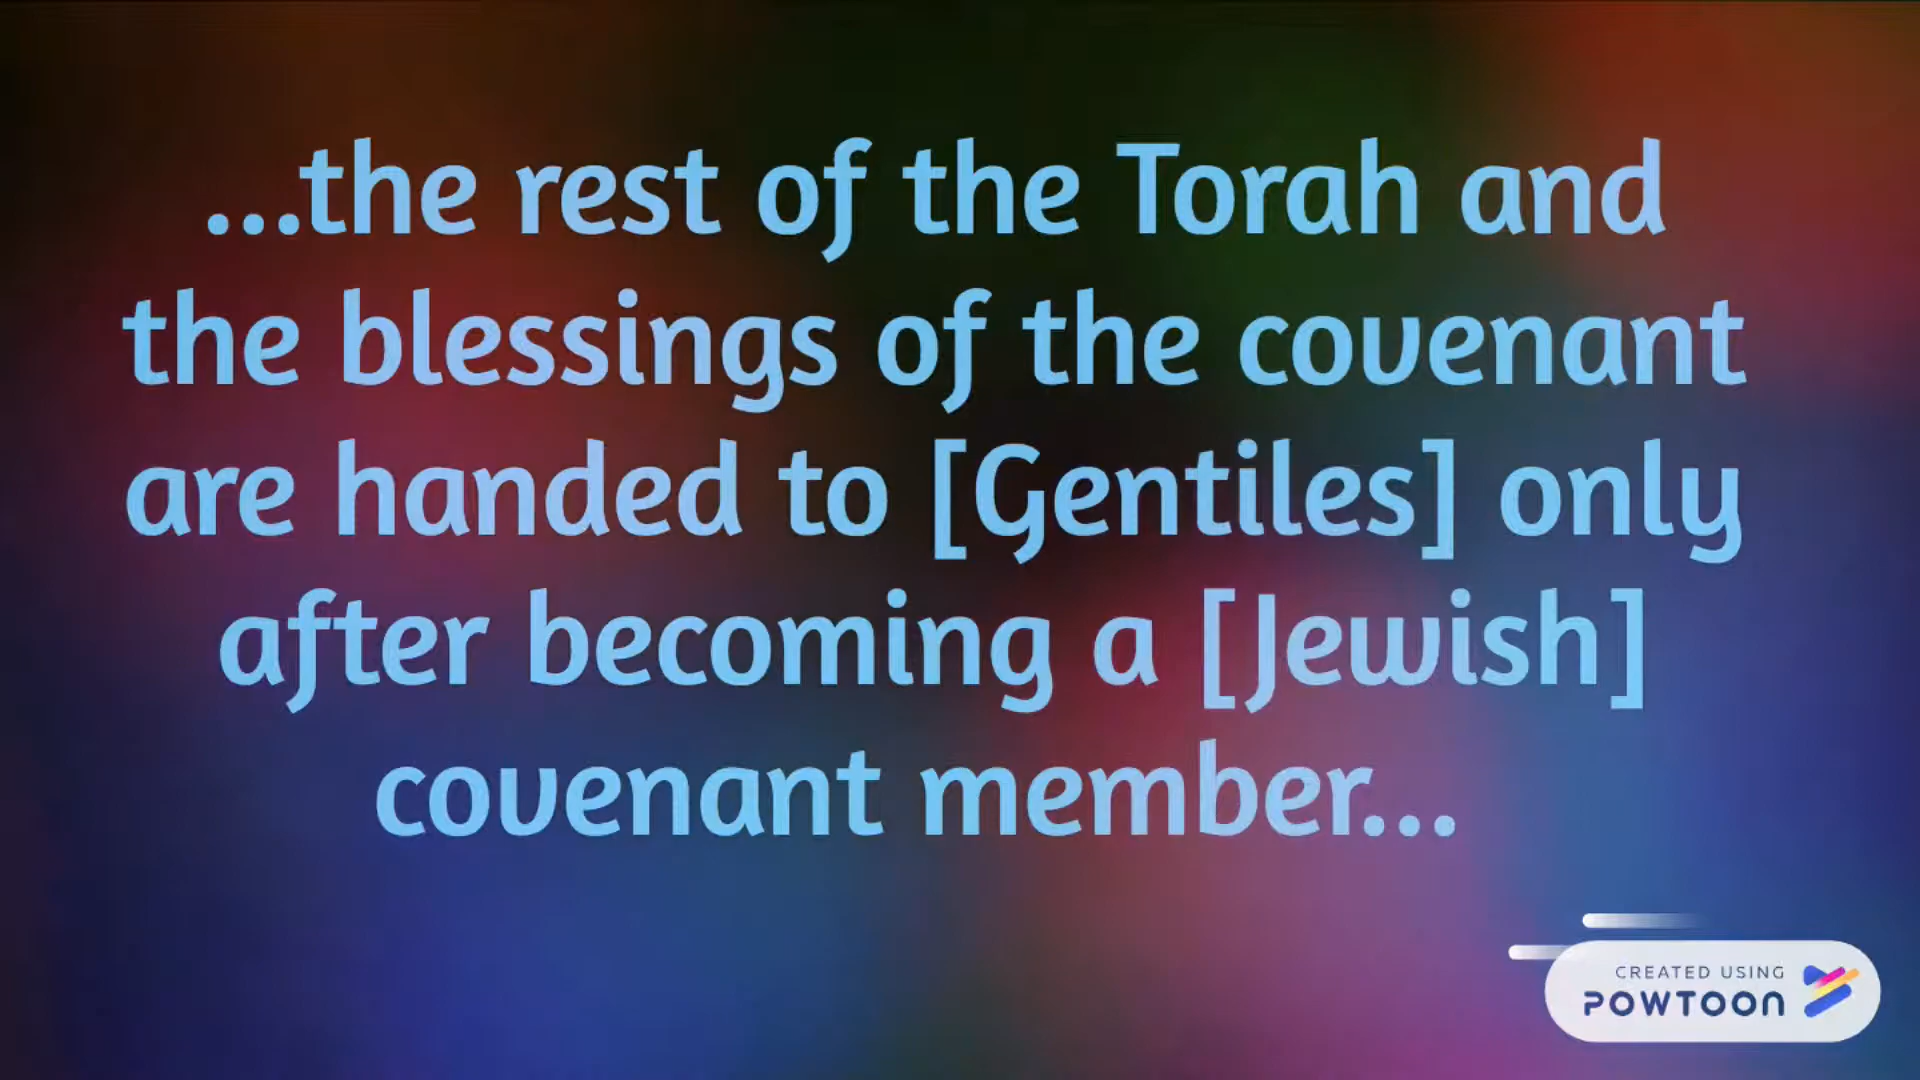 ...the rest of the Torah and
the blessings of the covenant
are handed to [Gentiles] only
after becoming a [Jewish]
covenant member...
CREATED USING
POWTOON